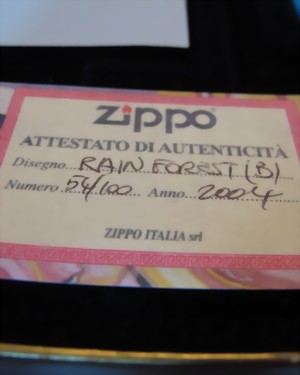 Zippo
ATTESTATO DI AUTENTICITÀ
Disegno...RAIN FOREST (B)
Numero 54/100 Anno 2004
ZIPPO ITALIA srl